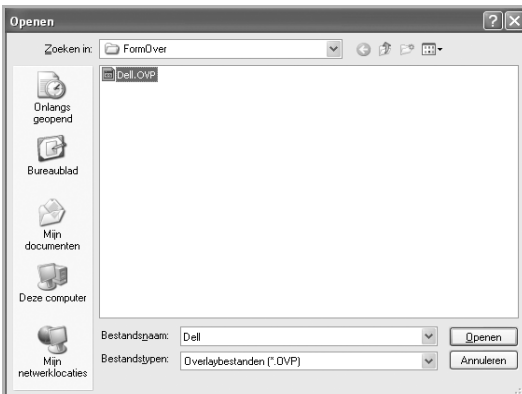 Openen
Zoeken in:
FormOver
Dell.OVP
Onlangs
geopend
Bureaublad
Mijn
documenten
Deze computer
Mijn
netwerklocaties
Bestandsnaam:
Dell
Openen
Bestandstypen:
Overlaybestanden (*.OVP)
Annuleren